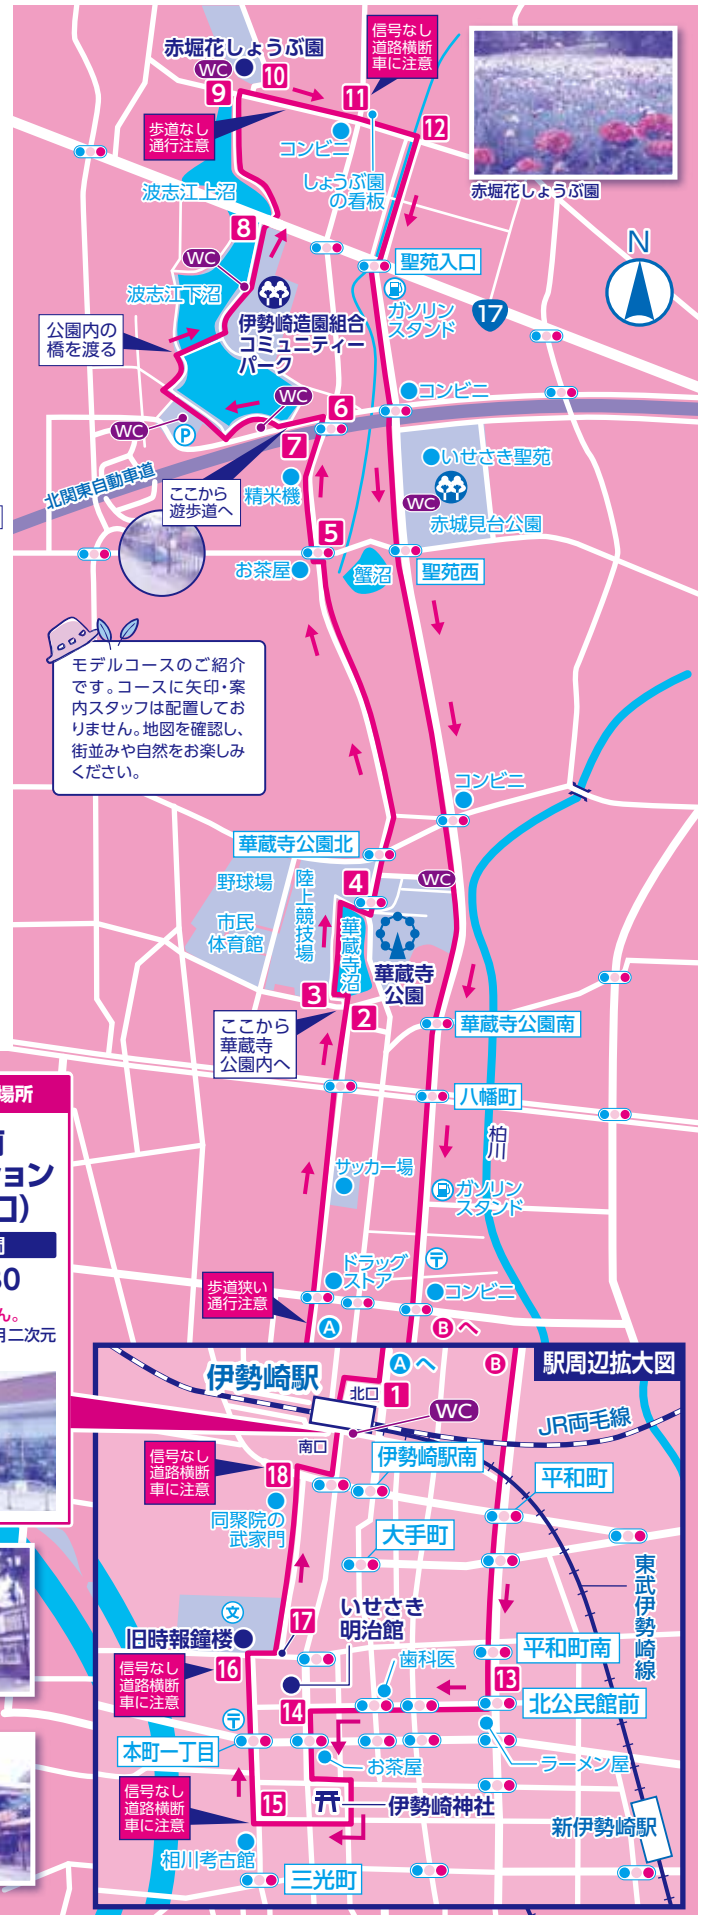 赤堀花しょうぶ園
WC
9
10
信号なし
道路横断
車に注意
11
12
歩道なし
通行注意
コンビニ
しょうぶ園
の看板
赤堀花しょうぶ園
波志江上沼
8
聖苑入口
N
WC
波志江下沼
伊勢崎造園組合
コミュニティー
パーク
ガソリン
スタンド
17
公園内の
橋を渡る
コンビニ
WC
6
WC
P
7
いせさき聖苑
WC
赤城見台公園
北関東自動車道
ここから
遊歩道へ
精米機
5
お茶屋
蟹沼
聖苑西
モデルコースのご紹介
です。コースに矢印・案
内スタッフは配置してお
りません。地図を確認し、
街並みや自然をお楽しみ
ください。
コンビニ
華蔵寺公園北
野球場
陸上競技場
4
WC
市民
体育館
華蔵寺沼
華蔵寺
公園
3
2
ここから
華蔵寺
公園内へ
華蔵寺公園南
八幡町
場所
柏川
ション
口)
サッカー場
ガソリン
スタンド
ん。
二次元
歩道狭い
通行注意
ドラッグ
ストア
〒
コンビニ
A
Bへ
駅周辺拡大図
伊勢崎駅
北口
Aへ
B
1
WC
JR両毛線
南口
信号なし
道路横断
車に注意
18
伊勢崎駅南
平和町
同聚院の
武家門
大手町
東武伊勢崎線
文
17
いせさき
明治館
旧時報鐘楼
16
信号なし
道路横断
車に注意
歯科医
平和町南
13
14
北公民館前
〒
本町一丁目
お茶屋
ラーメン屋
信号なし
道路横断
車に注意
15
伊勢崎神社
新伊勢崎駅
相川考古館
三光町